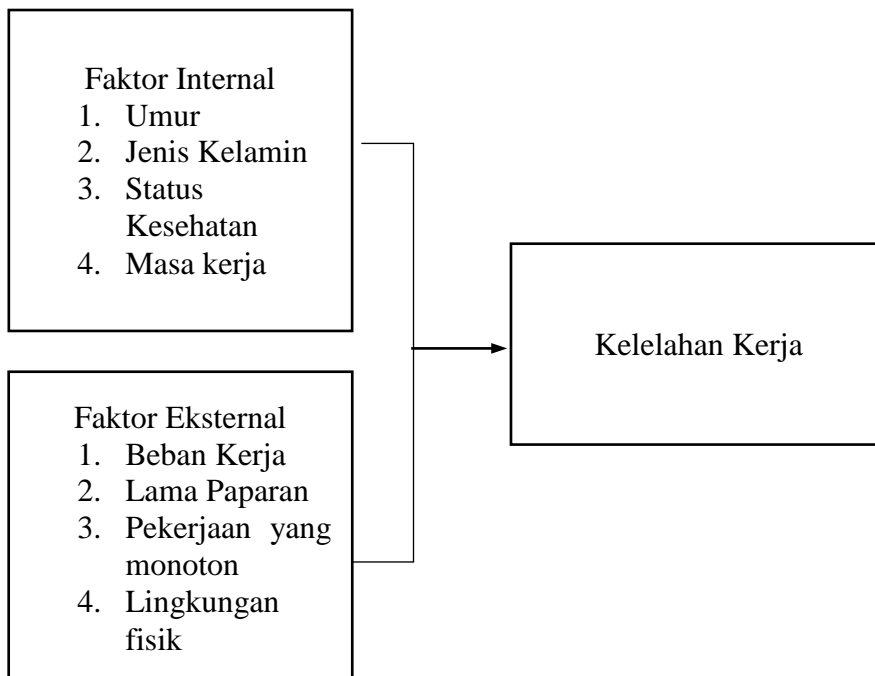 Faktor Internal
1. Umur
2. Jenis Kelamin
3. Status
Kesehatan
4. Masa kerja
Kelelahan Kerja
Faktor Eksternal
1. Beban Kerja
2. Lama Paparan
3. Pekerjaan yang
monoton
4. Lingkungan
fisik